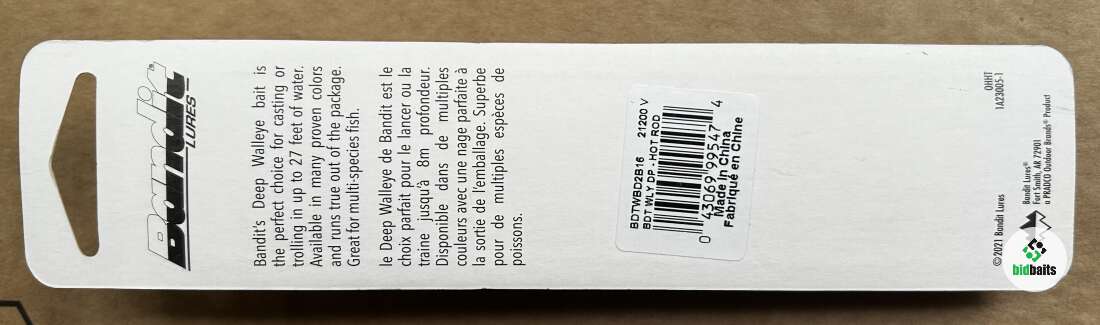 Bandit®
LURES
Bandit's Deep Walleye bait is
the perfect choice for casting or
trolling in up to 27 feet of water.
Available in many proven colors
and runs true out of the package.
Great for multi-species fish.
le Deep Walleye de Bandit est le
choix parfait pour le lancer ou la
traine jusqu'à 8m profondeur.
Disponible dans de multiples
couleurs avec une nage parfaite à
la sortie de l'emballage. Superbe
pour de multiples espèces de
poissons.
BDTWBD2B16 21200 V
BDT WLY DP - HOT ROD
0 43069 99547 4
Made in China
Fabriqué en Chine
OHHT
1A23005-1
©2021 Bandit Lures
Bandit Lures®
Fort Smith, AR 72901
a PRADCO Outdoor Brands® Product
bidbaits